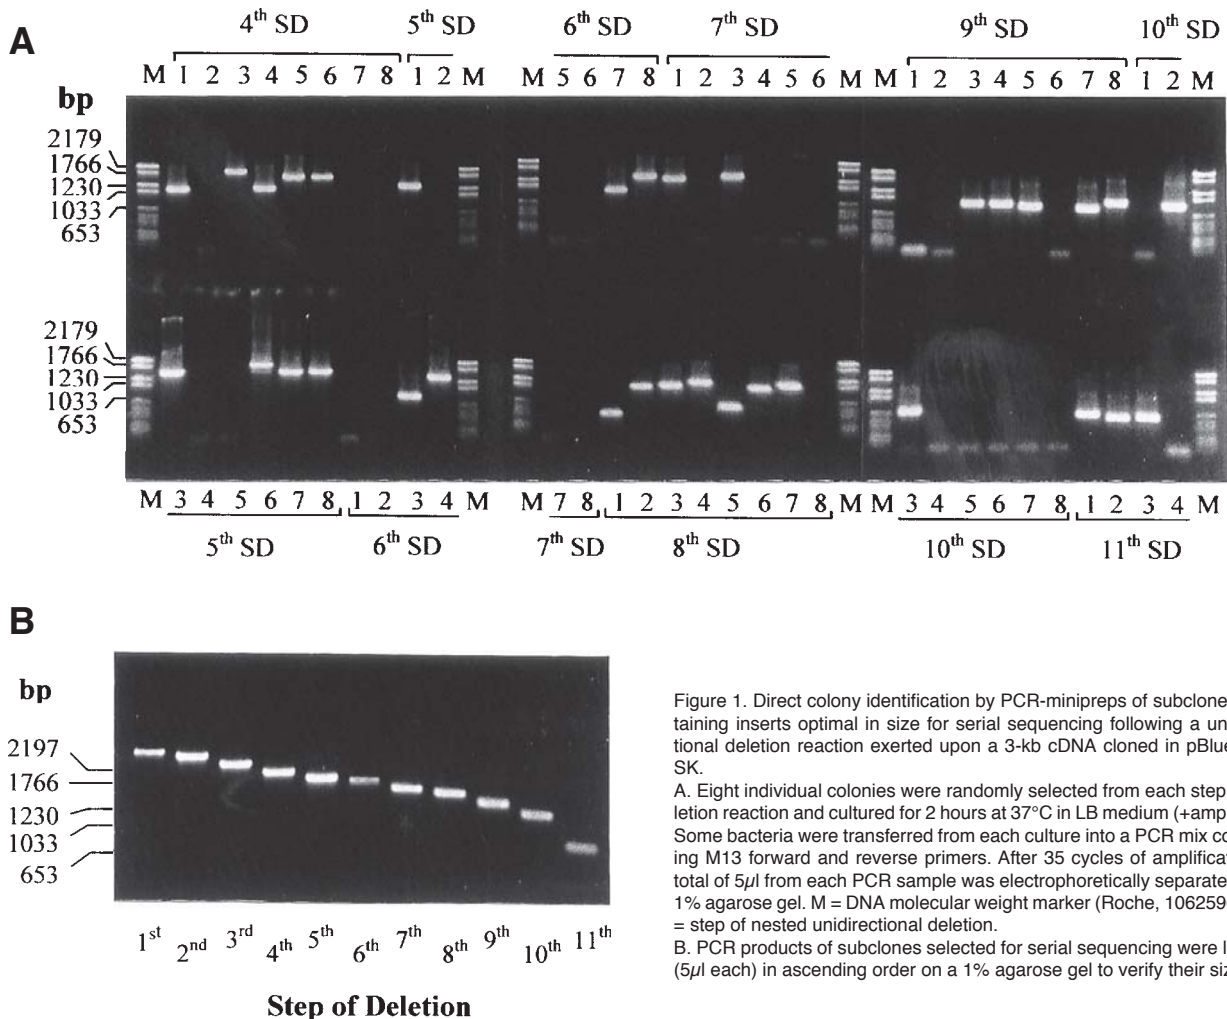 A
4th SD 5th SD 6th SD 7th SD 9th SD 10th SD
M 1 2 3 4 5 6 7 8 1 2 M M 5 6 7 8 1 2 3 4 5 6 M M 1 2 3 4 5 6 7 8 1 2 M
bp
2179
1766
1230
1033
653
2179
1766
1230
1033
653
M 3 4 5 6 7 8 1 2 3 4 M M 7 8 1 2 3 4 5 6 7 8 M M 3 4 5 6 7 8 1 2 3 4 M
5th SD 6th SD 7th SD 8th SD 10th SD 11th SD
B
bp
2197
1766
1230
1033
653
1st 2nd 3rd 4th 5th 6th 7th 8th 9th 10th 11th
Step of Deletion
Figure 1. Direct colony identification by PCR-minipreps of subclone
taining inserts optimal in size for serial sequencing following a un
tional deletion reaction exerted upon a 3-kb cDNA cloned in pBlue
SK.
A. Eight individual colonies were randomly selected from each step
letion reaction and cultured for 2 hours at 37°C in LB medium (+amp
Some bacteria were transferred from each culture into a PCR mix co
ing M13 forward and reverse primers. After 35 cycles of amplificat
total of 5µl from each PCR sample was electrophoretically separate
1% agarose gel. M = DNA molecular weight marker (Roche, 106259
= step of nested unidirectional deletion.
B. PCR products of subclones selected for serial sequencing were l
(5µl each) in ascending order on a 1% agarose gel to verify their siz